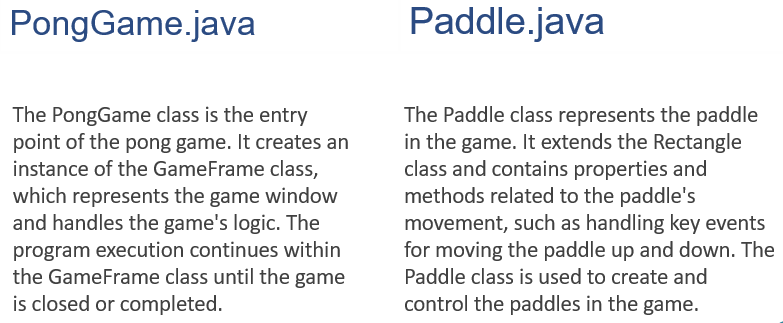 PongGame.java
The PongGame class is the entry
point of the pong game. It creates an
instance of the GameFrame class,
which represents the game window
and handles the game's logic. The
program execution continues within
the GameFrame class until the game
is closed or completed.
Paddle.java
The Paddle class represents the paddle
in the game. It extends the Rectangle
class and contains properties and
methods related to the paddle's
movement, such as handling key events
for moving the paddle up and down. The
Paddle class is used to create and
control the paddles in the game.